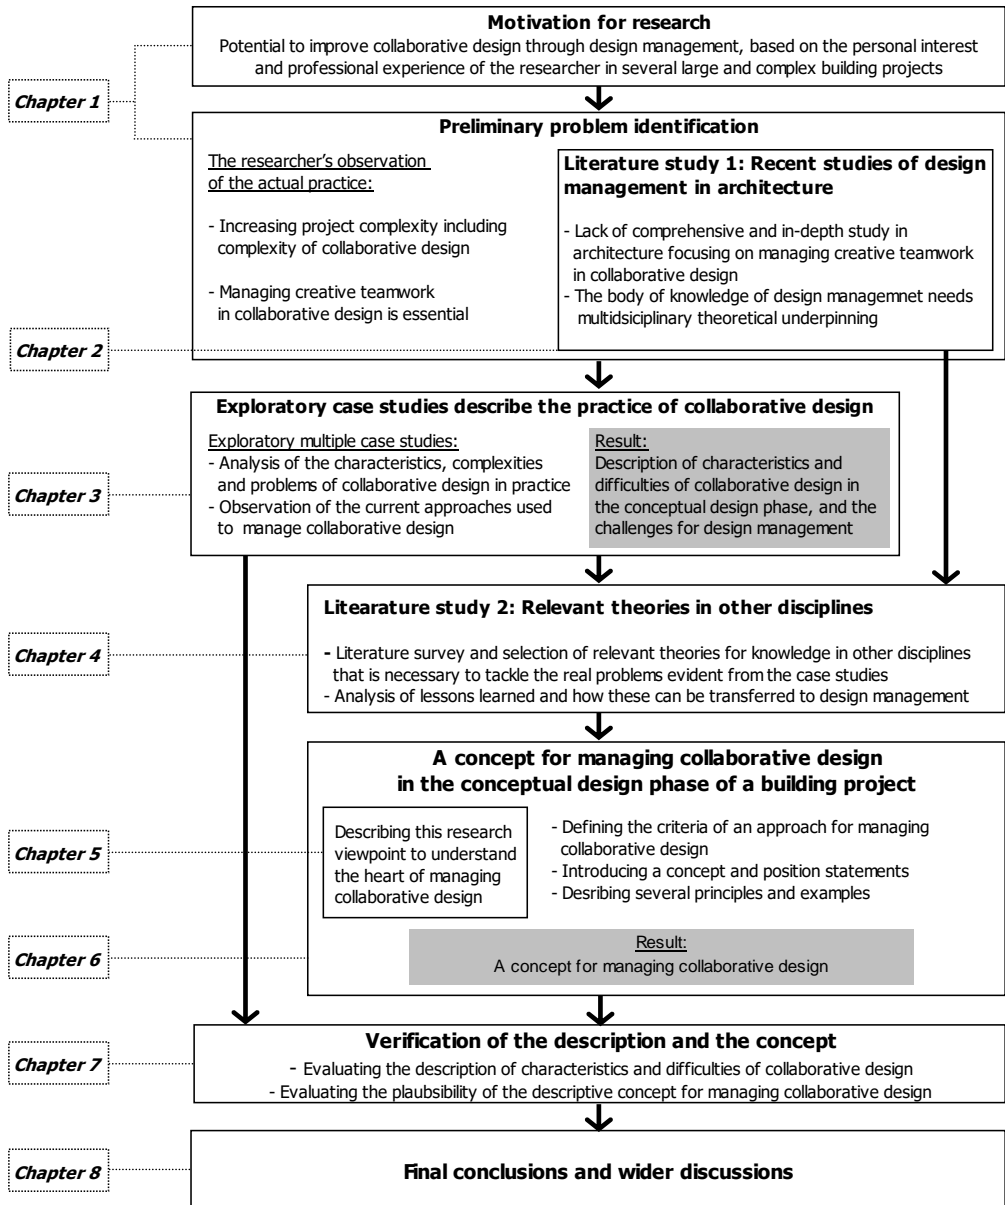 Motivation for research
Potential to improve collaborative design through design management, based on the personal interest
and professional experience of the researcher in several large and complex building projects
Chapter 1
Preliminary problem identification
The researcher's observation
of the actual practice:
- Increasing project complexity including
complexity of collaborative design
- Managing creative teamwork
in collaborative design is essential
Literature study 1: Recent studies of design
management in architecture
- Lack of comprehensive and in-depth study in
architecture focusing on managing creative teamwork
in collaborative design
- The body of knowledge of design managemnet needs
multidsiciplinary theoretical underpinning
Chapter 2
Exploratory case studies describe the practice of collaborative design
Exploratory multiple case studies:
- Analysis of the characteristics, complexities
and problems of collaborative design in practice
- Observation of the current approaches used
to manage collaborative design
Result:
Description of characteristics and
difficulties of collaborative design in
the conceptual design phase, and the
challenges for design management
Chapter 3
Litearature study 2: Relevant theories in other disciplines
- Literature survey and selection of relevant theories for knowledge in other disciplines
that is necessary to tackle the real problems evident from the case studies
- Analysis of lessons learned and how these can be transferred to design management
Chapter 4
A concept for managing collaborative design
in the conceptual design phase of a building project
Describing this research
viewpoint to understand
the heart of managing
collaborative design
- Defining the criteria of an approach for managing
collaborative design
- Introducing a concept and position statements
- Desribing several principles and examples
Chapter 5
Result:
A concept for managing collaborative design
Chapter 6
Verification of the description and the concept
- Evaluating the description of characteristics and difficulties of collaborative design
- Evaluating the plaubsibility of the descriptive concept for managing collaborative design
Chapter 7
Final conclusions and wider discussions
Chapter 8